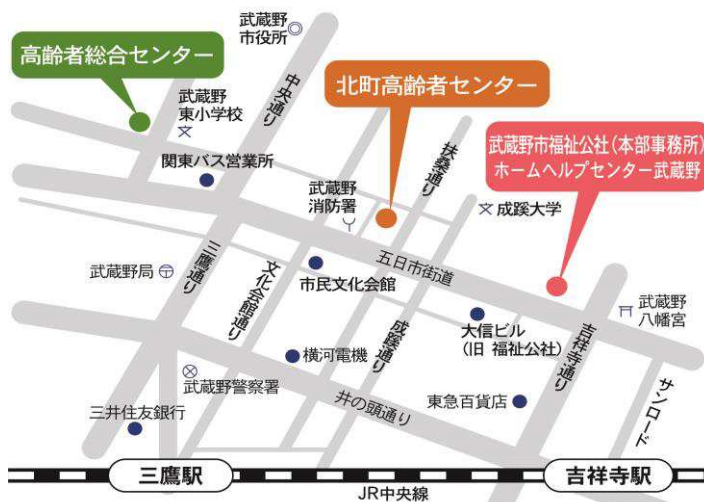 武蔵野
市役所
高齢者総合センター
中央通り
北町高齢者センター
武蔵野
東小学校
扶桑通り
武蔵野市福祉公社(本部事務所)
ホームヘルプセンター武蔵野
関東バス営業所
武蔵野
消防署
成蹊大学
五日市街道
三鷹通り
武蔵野局
文化会館通り
市民文化会館
成蹊通り
大信ビル
(旧 福祉公社)
吉祥寺通り
武蔵野
八幡宮
横河電機
武蔵野警察署
井の頭通り
東急百貨店
サンロード
三井住友銀行
三鷹駅
吉祥寺駅
JR中央線